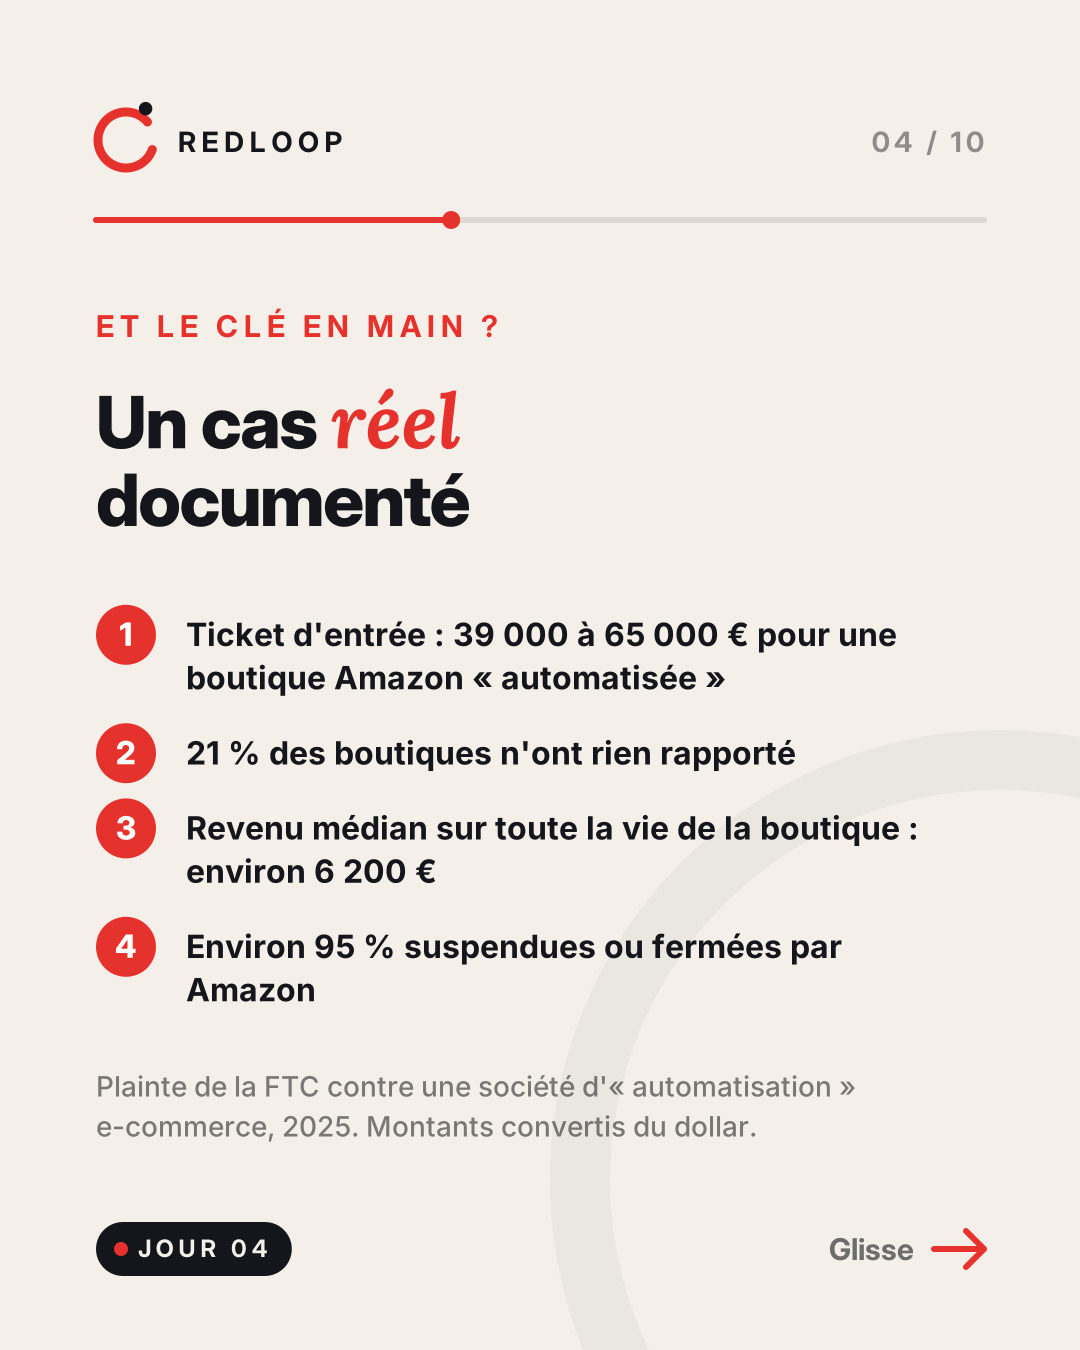 REDLOOP
04 / 10
ET LE CLÉ EN MAIN ?
Un cas réel
documenté
1 Ticket d'entrée : 39 000 à 65 000 € pour une
boutique Amazon « automatisée »
2 21 % des boutiques n'ont rien rapporté
3 Revenu médian sur toute la vie de la boutique :
environ 6 200 €
4 Environ 95 % suspendues ou fermées par
Amazon
Plainte de la FTC contre une société d'« automatisation »
e-commerce, 2025. Montants convertis du dollar.
JOUR 04
Glisse